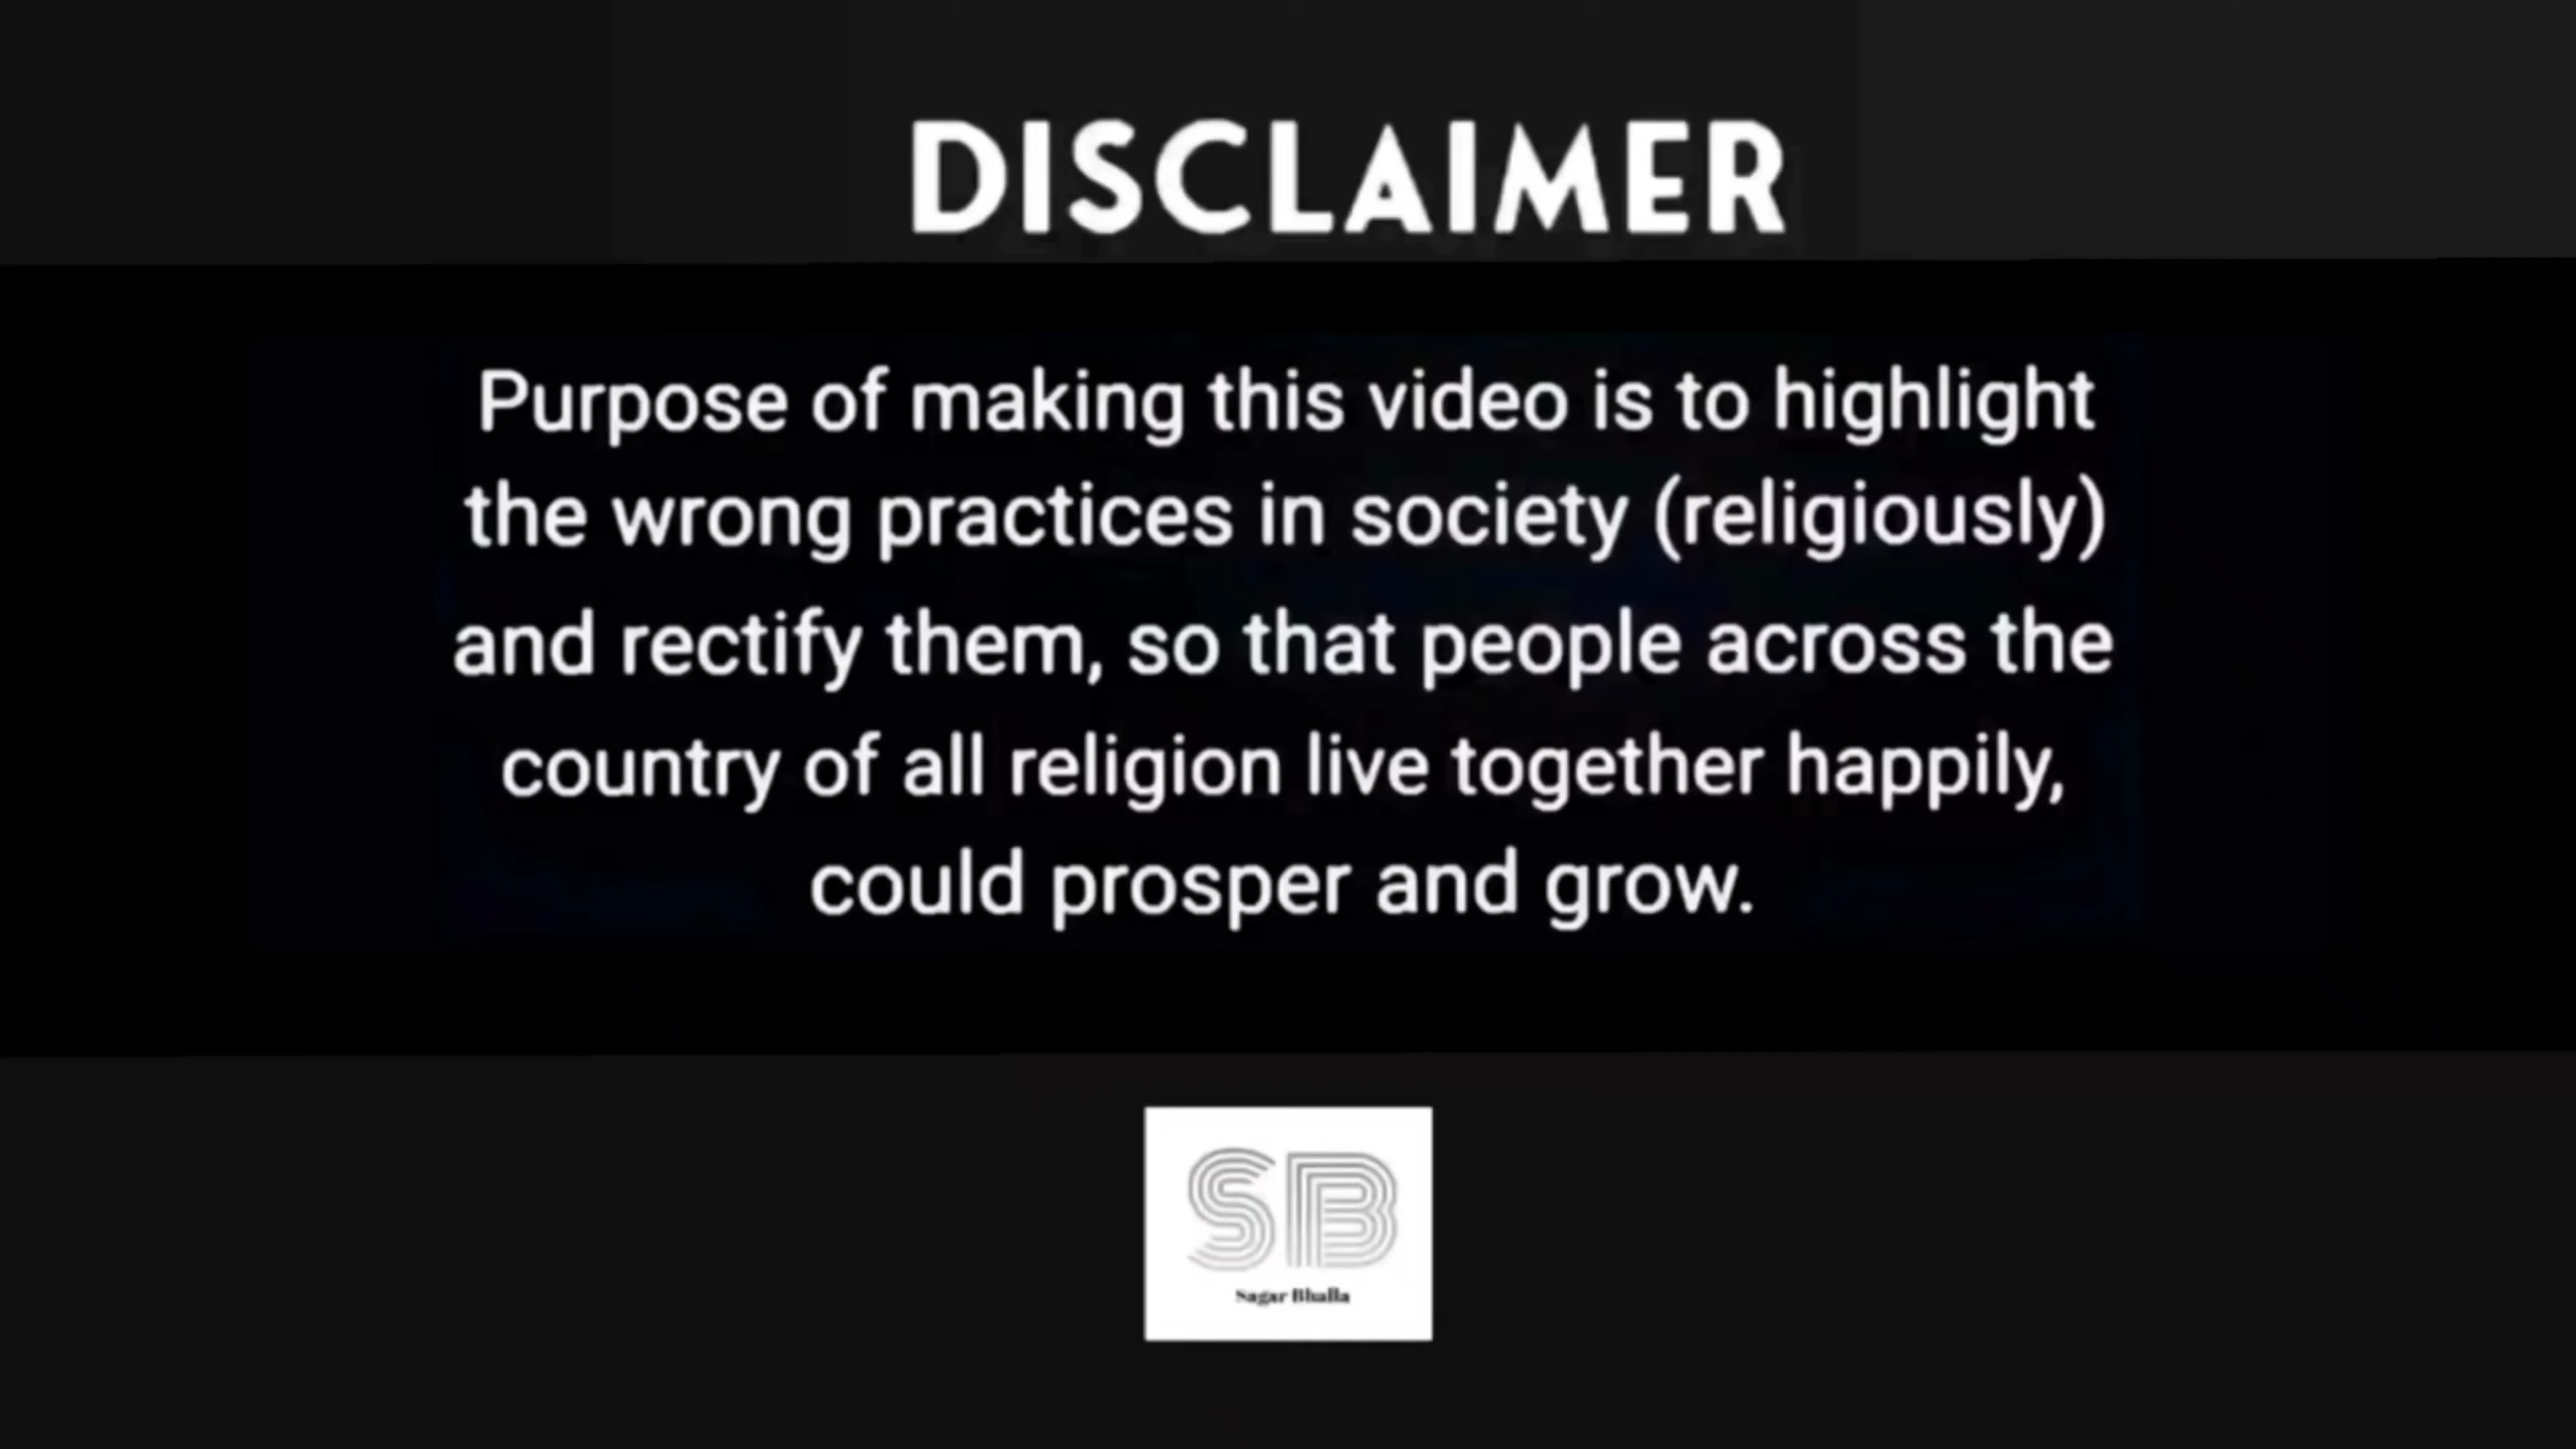 DISCLAIMER
Purpose of making this video is to highlight
the wrong practices in society (religiously)
and rectify them, so that people across the
country of all religion live together happily,
could prosper and grow.
SB
Sagar Bhalla